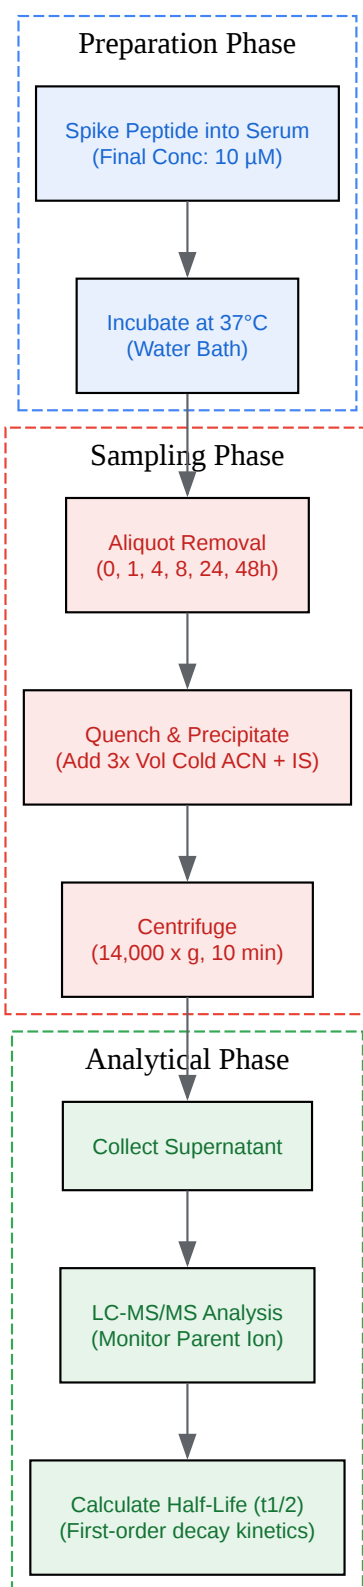 Preparation Phase
Spike Peptide into Serum
(Final Conc: 10 µM)
Incubate at 37°C
(Water Bath)
Sampling Phase
Aliquot Removal
(0, 1, 4, 8, 24, 48h)
Quench & Precipitate
(Add 3x Vol Cold ACN + IS)
Centrifuge
(14,000 x g, 10 min)
Analytical Phase
Collect Supernatant
LC-MS/MS Analysis
(Monitor Parent Ion)
Calculate Half-Life (t1/2)
(First-order decay kinetics)